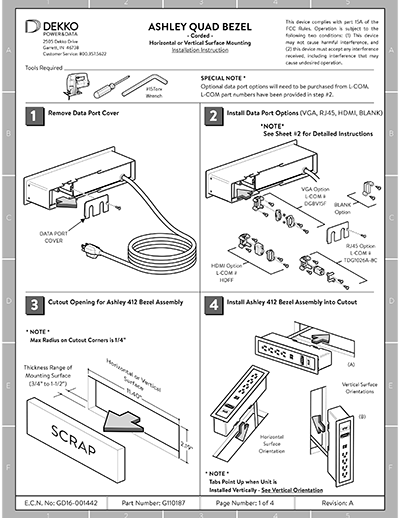 DEKKO
POWER&DATA
2505 Dekko Drive
Garrett, IN 46738
Customer Service: 800.357.5622
ASHLEY QUAD BEZEL
- Corded -
Horizontal or Vertical Surface Mounting
Installation Instruction
This device complies with part 15A of the
FCC Rules. Operation is subject to the
following two conditions: (1) This device
may not cause harmful interference, and
(2) this device must accept any interference
received, including interference that may
cause undesired operation.
Tools Required
Wrench
SPECIAL NOTE *
Optional data port options will need to be purchased from L-COM.
L-COM part numbers have been provided in step #2.
1
Remove Data Port Cover
DATA PORT
COVER
2
Install Data Port Options (VGA, RJ45, HDMI, BLANK)
*NOTE*
See Sheet #2 for Detailed Instructions
VGA Option
L-COM #
DGBV15F
BLANK
Option
RJ45 Option
L-COM #
TDG1026A-8C
HDMI Option
L-COM #
HDFF
3
Cutout Opening for Ashley 412 Bezel Assembly
* NOTE *
Max Radius on Cutout Corners is 1/4"
Thickness Range of
Mounting Surface
(3/4" to 1-1/2")
Horizontal or Vertical
Surface
SCRAP
4
Install Ashley 412 Bezel Assembly into Cutout
(A)
Vertical Surface
Orientations
(B)
Horizontal
Surface
Orientation
* NOTE *
Tabs Point Up when Unit is
Installed Vertically - See Vertical Orientation
E.C.N. No: GD16-001442
Part Number: G110187
Page 1 of 4
Revision: A